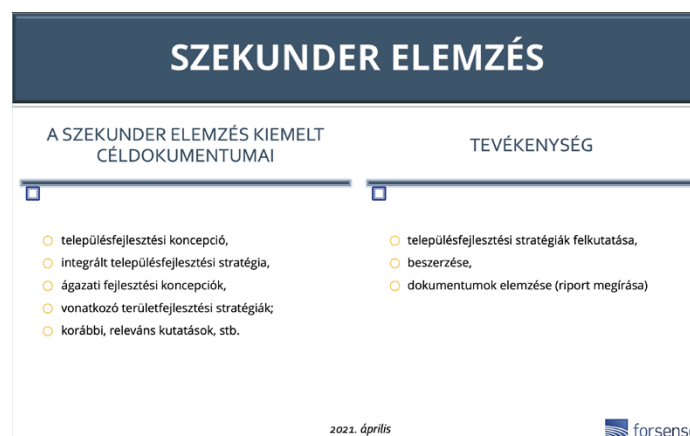 SZEKUNDER ELEMZÉS
A SZEKUNDER ELEMZÉS KIEMELT
CÉLDOKUMENTUMAI
településfejlesztési koncepció,
integrált településfejlesztési stratégia,
ágazati fejlesztési koncepciók,
vonatkozó területfejlesztési stratégiák;
korábbi, releváns kutatások, stb.
TEVÉKENYSÉG
településfejlesztési stratégiák felkutatása,
beszerzése,
dokumentumok elemzése (riport megírása)
2021. április
forsense